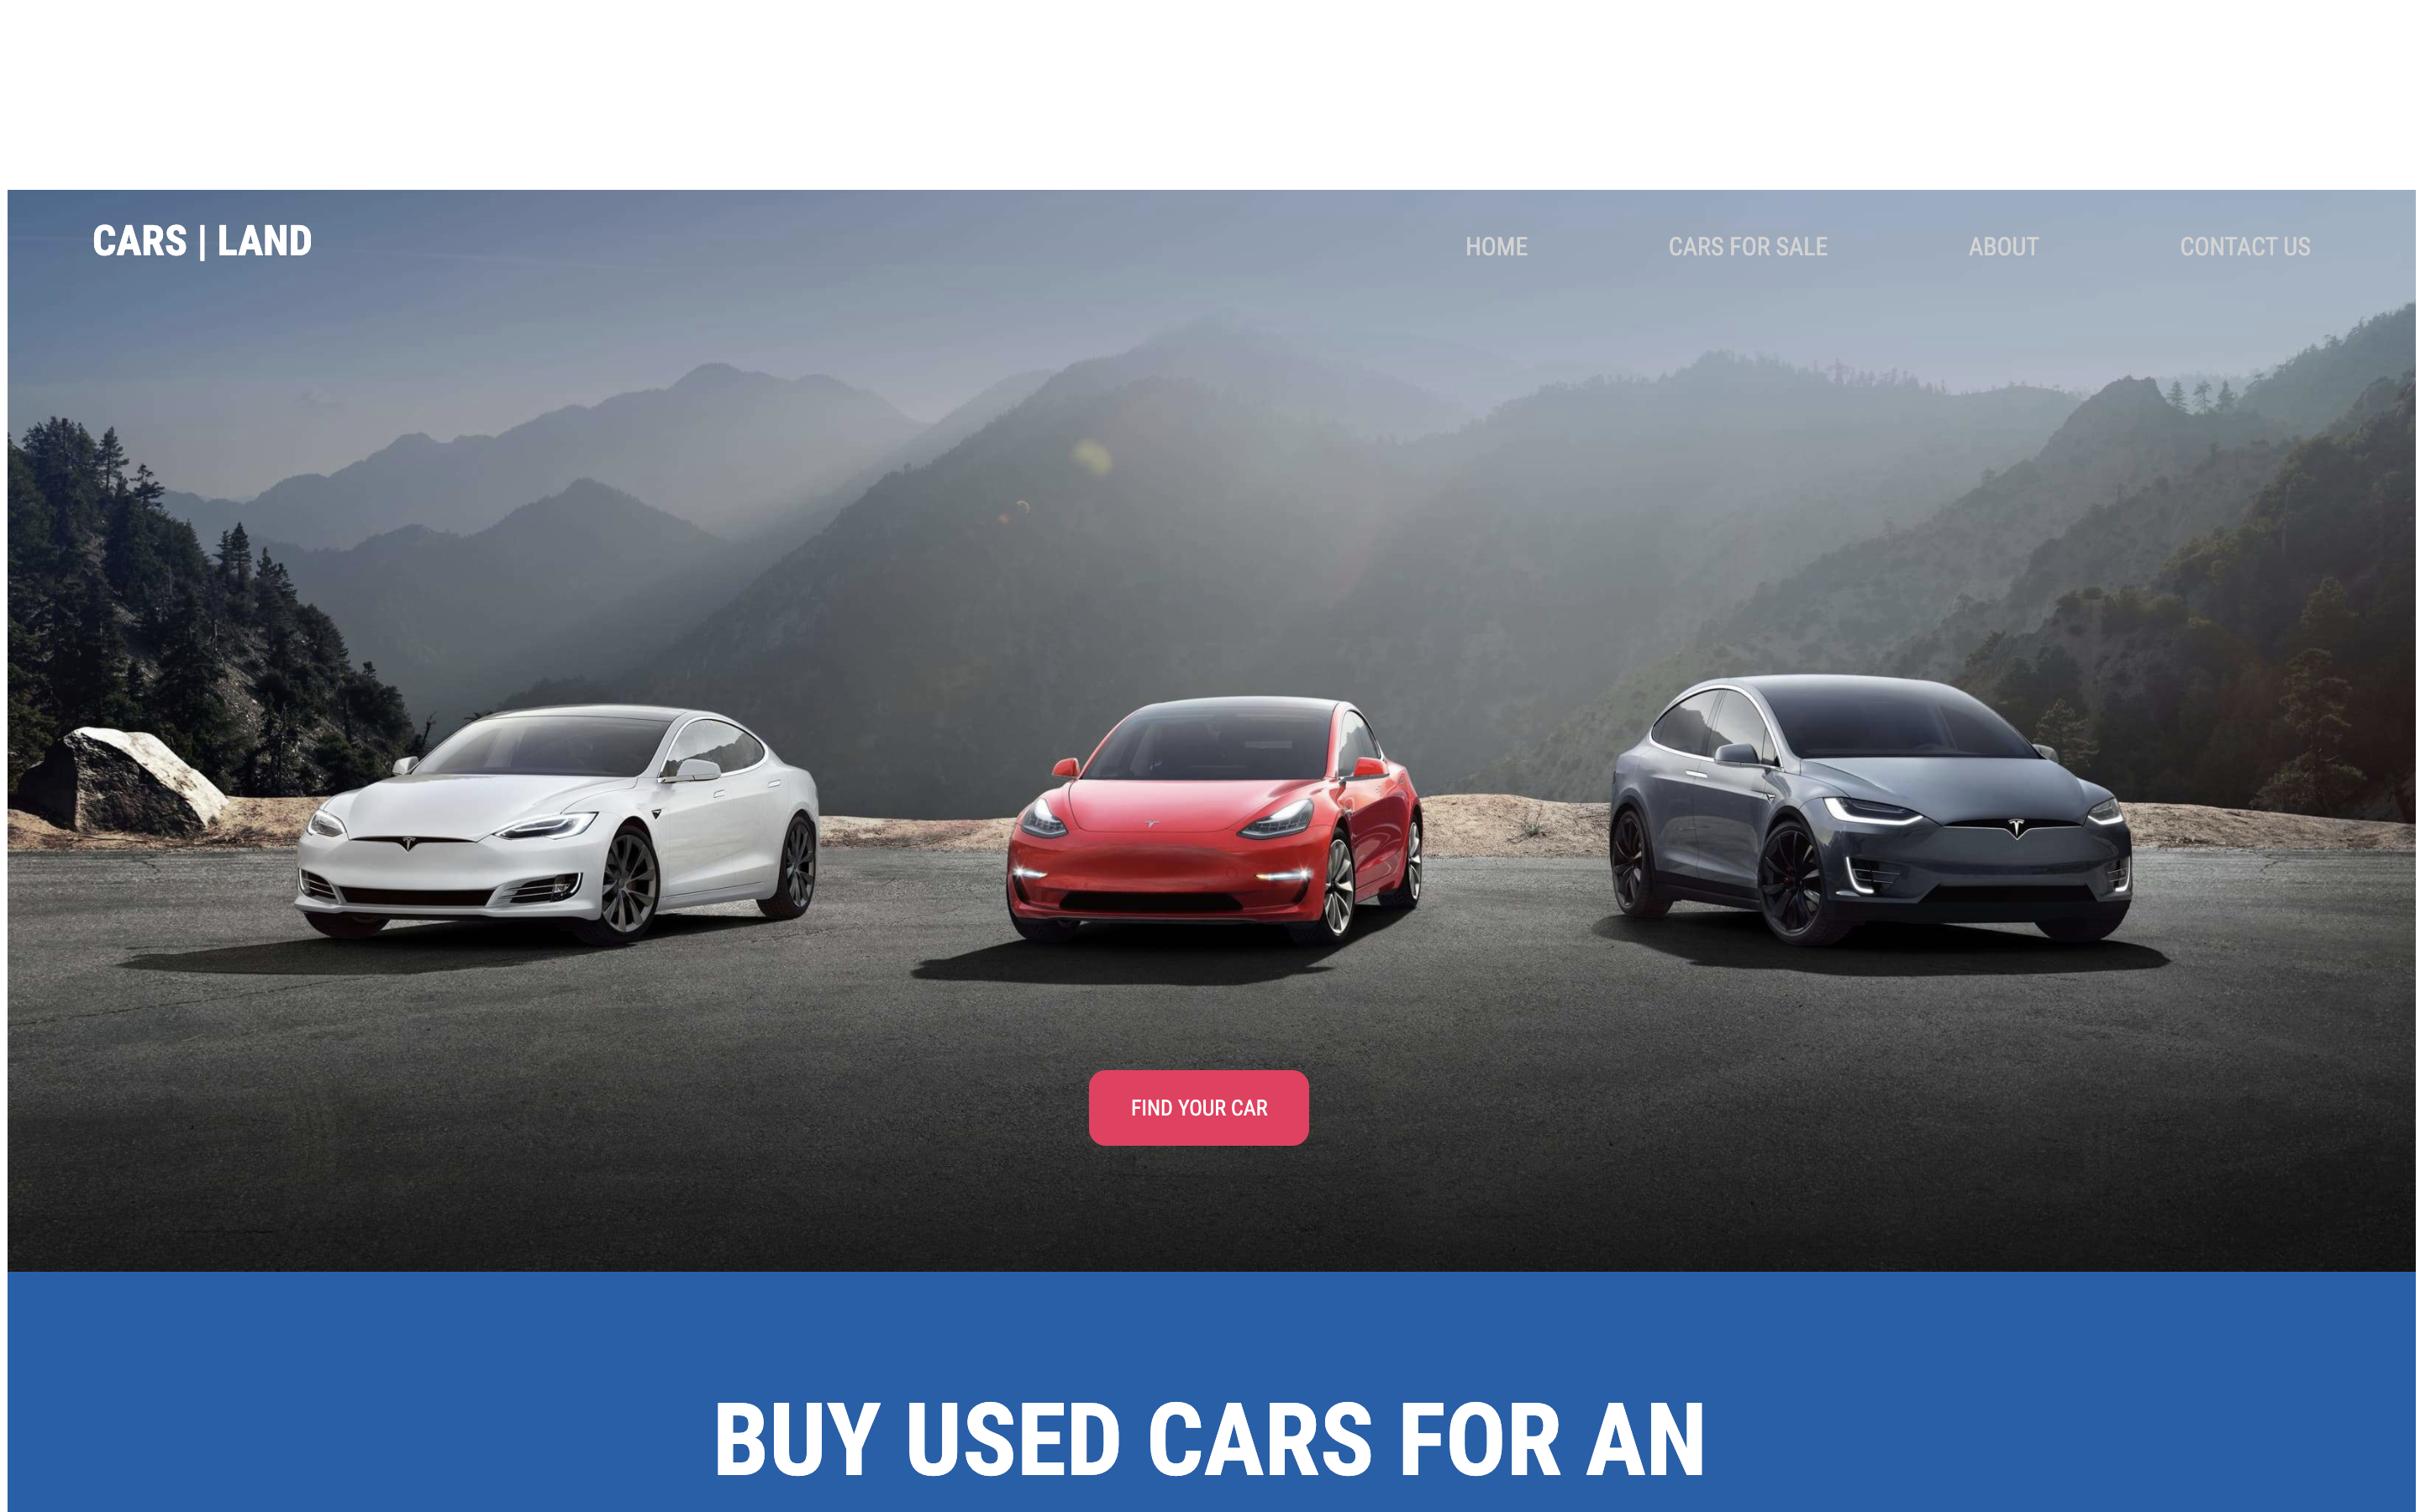 CARS | LAND
HOME
CARS FOR SALE
ABOUT
CONTACT US
FIND YOUR CAR
BUY USED CARS FOR AN